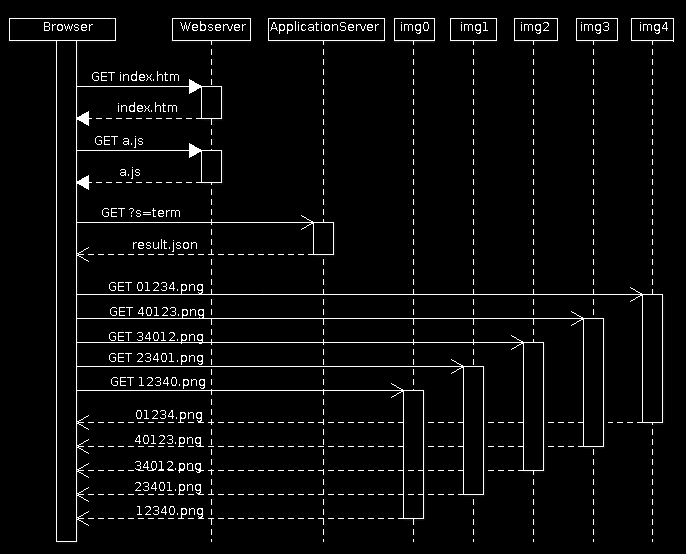 Browser Webserver ApplicationServer img0 img1 img2 img3 img4
GET index.htm
index.htm
GET a.js
a.js
GET ?s=term
result.json
GET 01234.png
GET 40123.png
GET 34012.png
GET 23401.png
GET 12340.png
01234.png
40123.png
34012.png
23401.png
12340.png